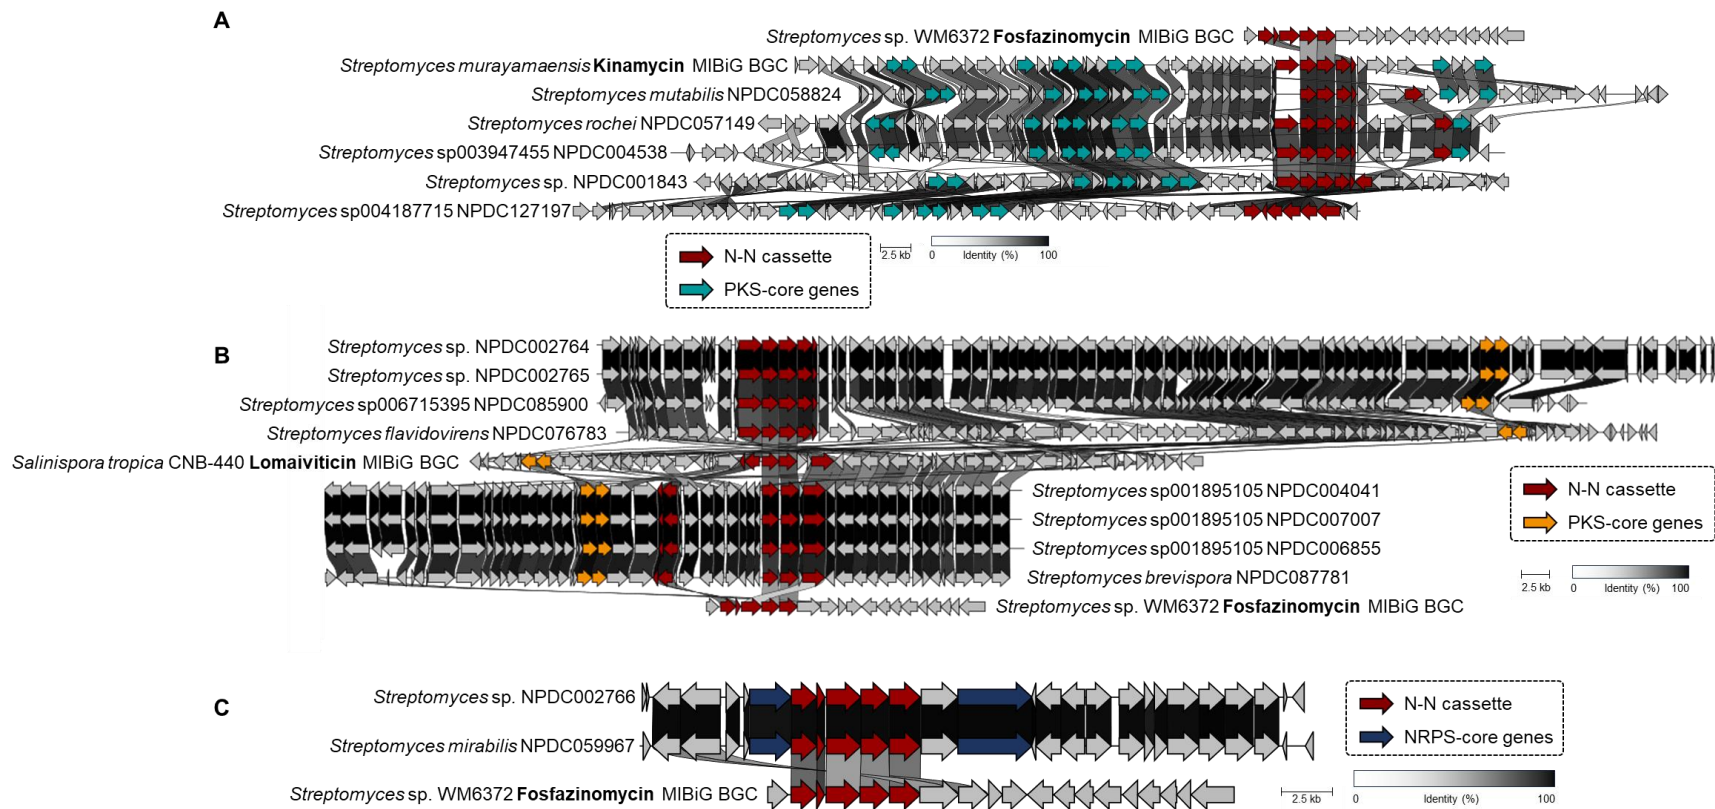 A
Streptomyces sp. WM6372 Fosfazinomycin MIBiG BGC
Streptomyces murayamaensis Kinamycin MIBiG BGC
Streptomyces mutabilis NPDC058824
Streptomyces rochei NPDC057149
Streptomyces sp003947455 NPDC004538
Streptomyces sp. NPDC001843
Streptomyces sp004187715 NPDC127197
N-N cassette
PKS-core genes
2.5 kb
0 Identity (%) 100
B
Streptomyces sp. NPDC002764
Streptomyces sp. NPDC002765
Streptomyces sp006715395 NPDC085900
Streptomyces flavidovirens NPDC076783
Salinispora tropica CNB-440 Lomaiviticin MIBiG BGC
Streptomyces sp001895105 NPDC004041
Streptomyces sp001895105 NPDC007007
Streptomyces sp001895105 NPDC006855
Streptomyces brevispora NPDC087781
Streptomyces sp. WM6372 Fosfazinomycin MIBiG BGC
N-N cassette
PKS-core genes
2.5 kb
0 Identity (%) 100
C
Streptomyces sp. NPDC002766
Streptomyces mirabilis NPDC059967
Streptomyces sp. WM6372 Fosfazinomycin MIBiG BGC
N-N cassette
NRPS-core genes
2.5 kb
0 Identity (%) 100